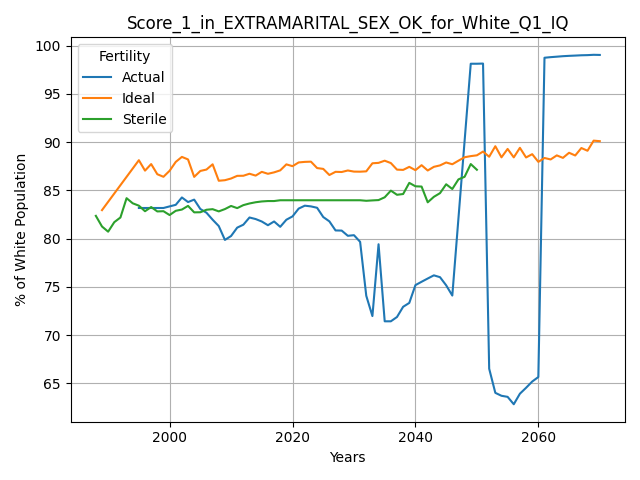 Score_1_in_EXTRAMARITAL_SEX_OK_for_White_Q1_IQ
Fertility
Actual
Ideal
Sterile
% of White Population
100
95
90
85
80
75
70
65
2000 2020 2040 2060
Years